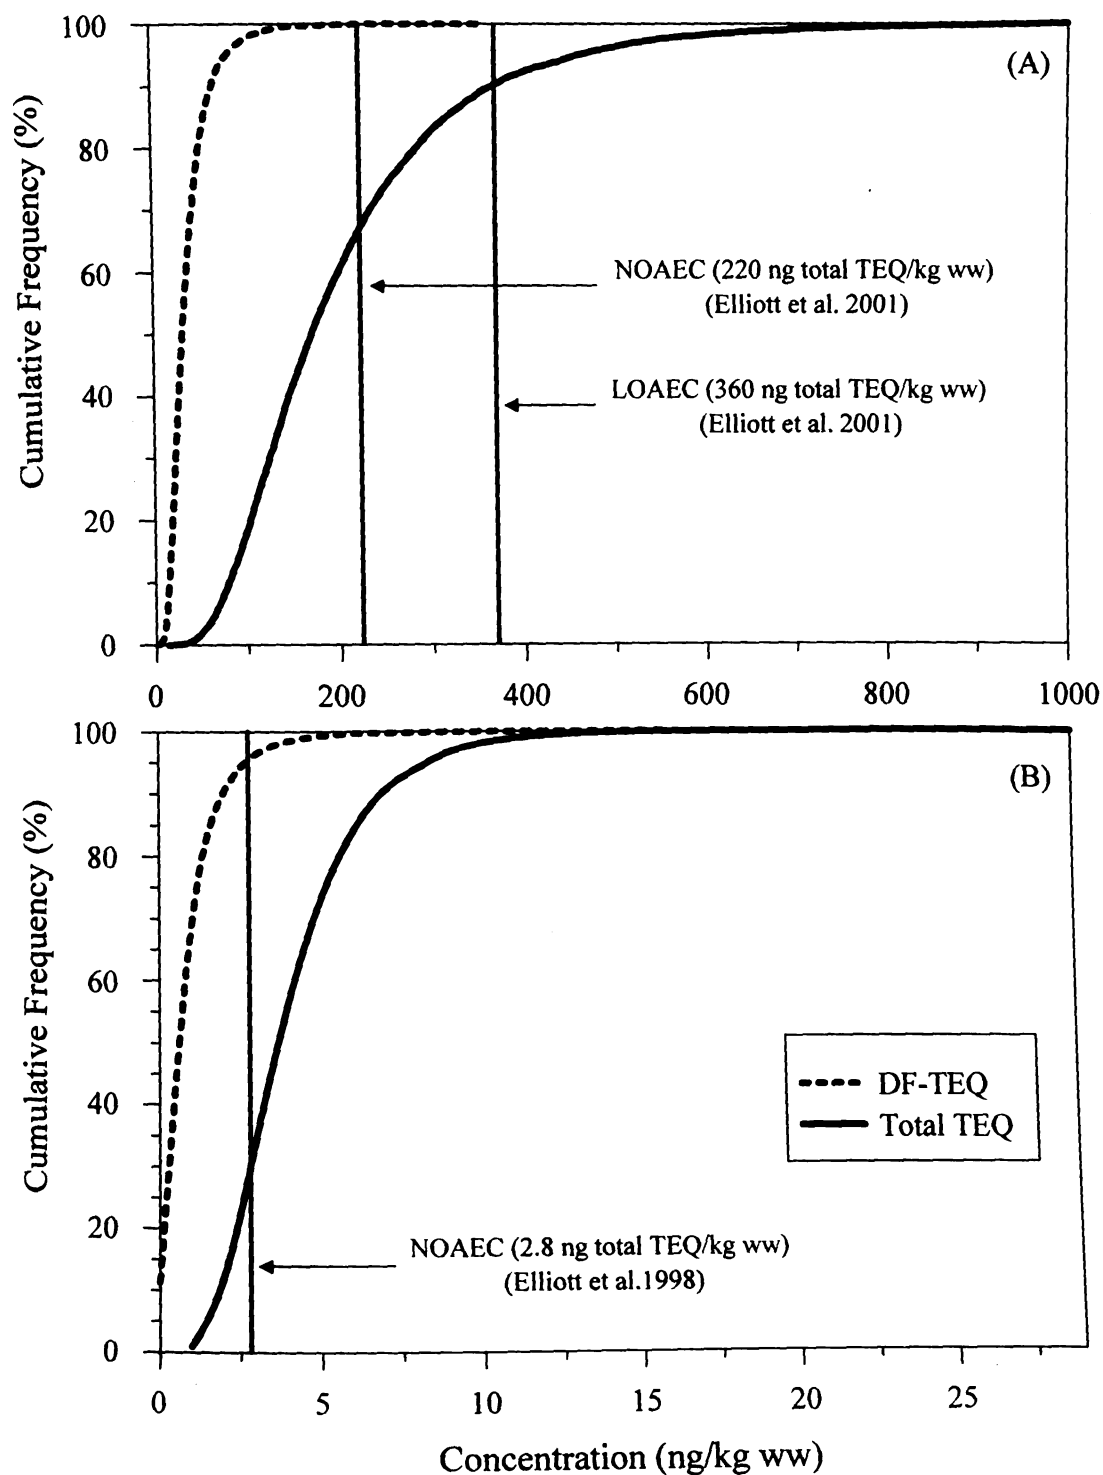 100
80
60
40
20
0
Cumulative Frequency (%)
(A)
NOAEC (220 ng total TEQ/kg ww)
(Elliott et al. 2001)
LOAEC (360 ng total TEQ/kg ww)
(Elliott et al. 2001)
0 200 400 600 800 1000
100
80
60
40
20
0
Cumulative Frequency (%)
(B)
DF-TEQ
Total TEQ
NOAEC (2.8 ng total TEQ/kg ww)
(Elliott et al.1998)
0 5 10 15 20 25
Concentration (ng/kg ww)